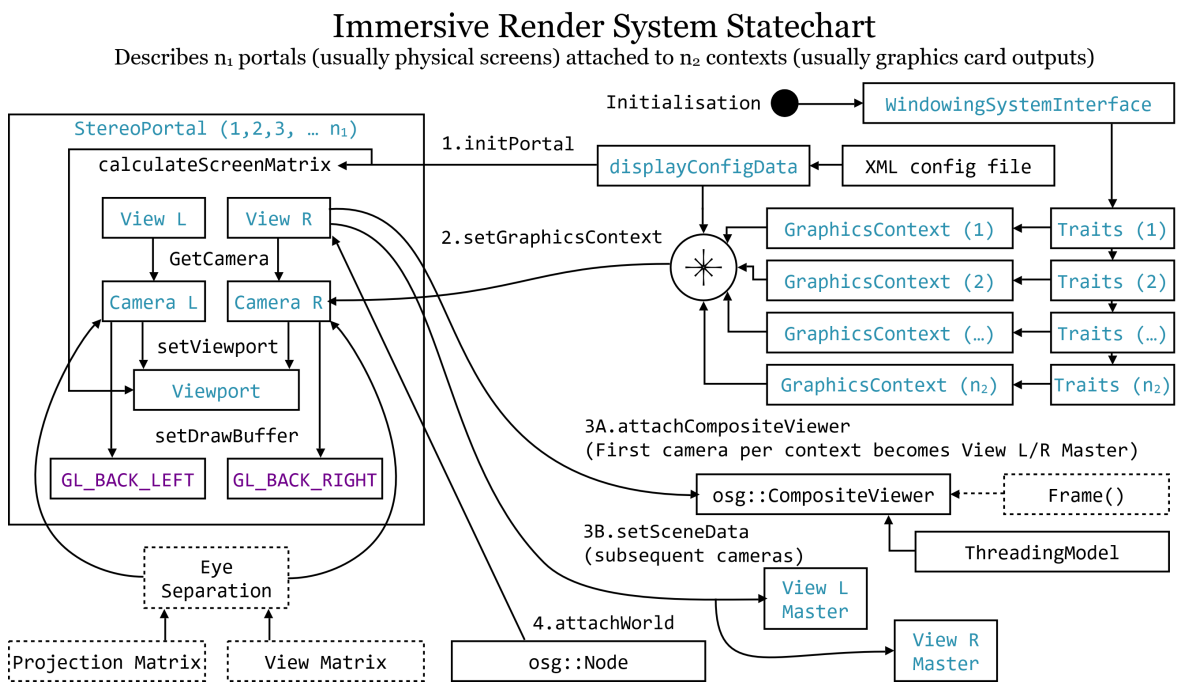 Immersive Render System Statechart
Describes n₁ portals (usually physical screens) attached to n₂ contexts (usually graphics card outputs)
Initialisation
WindowingSystemInterface
StereoPortal (1,2,3, … n₁)
calculateScreenMatrix
1.initPortal
displayConfigData
XML config file
View L
View R
GetCamera
Camera L
Camera R
setViewport
Viewport
setDrawBuffer
GL_BACK_LEFT
GL_BACK_RIGHT
2.setGraphicsContext
GraphicsContext (1)
Traits (1)
GraphicsContext (2)
Traits (2)
GraphicsContext (…)
Traits (…)
GraphicsContext (n₂)
Traits (n₂)
3A.attachCompositeViewer
(First camera per context becomes View L/R Master)
osg::CompositeViewer
Frame()
ThreadingModel
3B.setSceneData
(subsequent cameras)
View L
Master
View R
Master
Eye
Separation
Projection Matrix
View Matrix
4.attachWorld
osg::Node